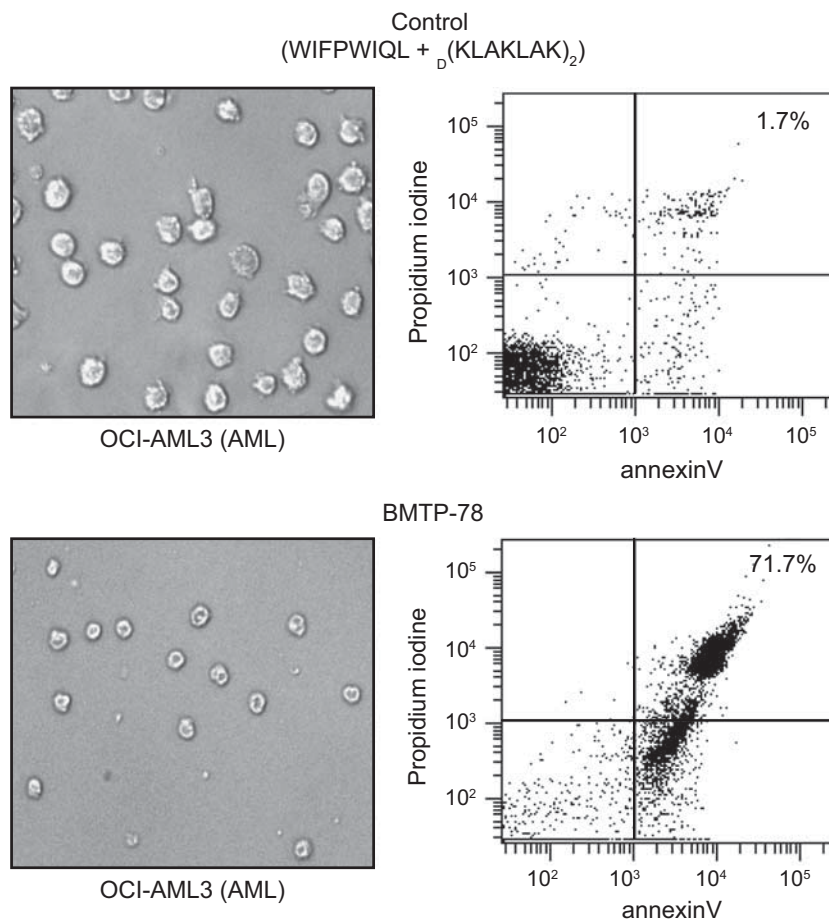 Control
(WIFPWIQL + D(KLAKLAK)2)
OCI-AML3 (AML)
Propidium iodine
10⁵
10⁴
10³
10²
1.7%
10² 10³ 10⁴ 10⁵
annexinV
BMTP-78
OCI-AML3 (AML)
Propidium iodine
10⁵
10⁴
10³
10²
71.7%
10² 10³ 10⁴ 10⁵
annexinV